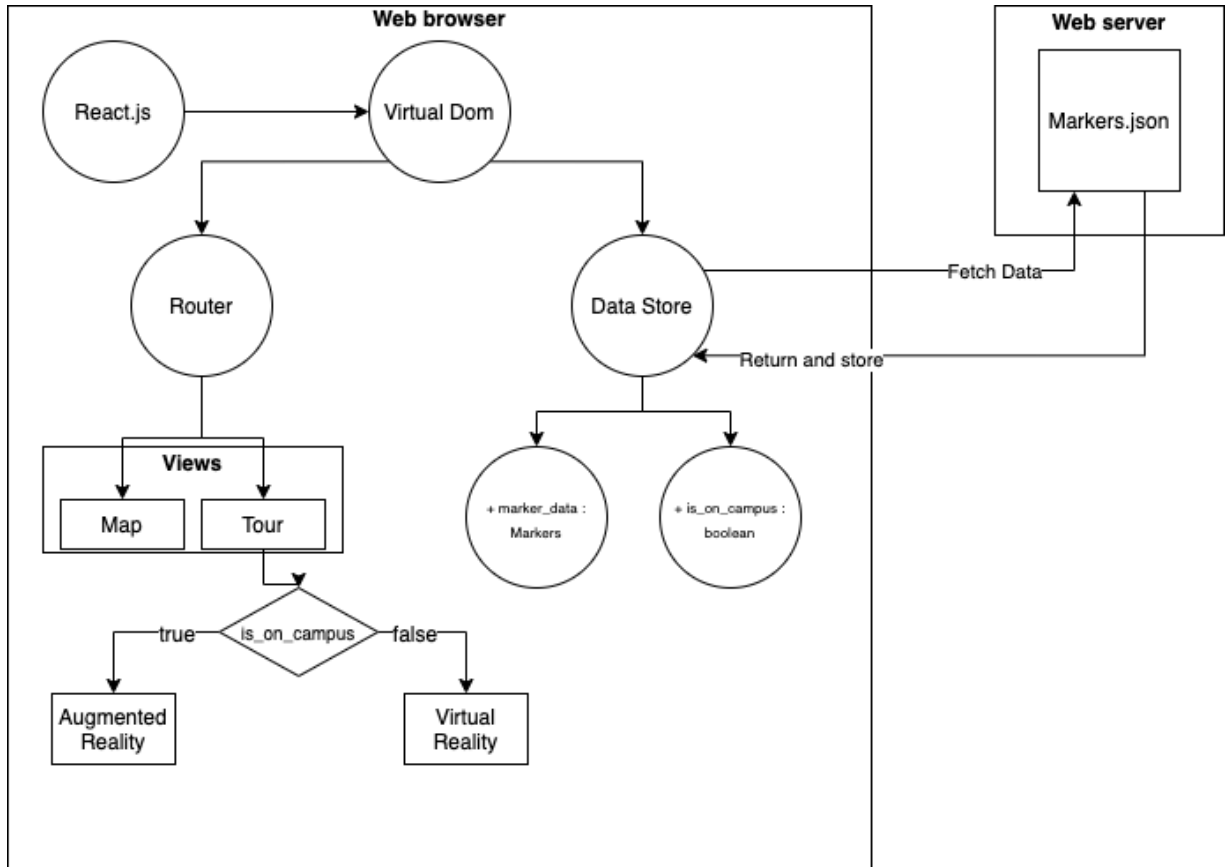 Web browser
Web server
React.js
Virtual Dom
Markers.json
Router
Data Store
Fetch Data
Return and store
Views
Map
Tour
+ marker_data :
Markers
+ is_on_campus :
boolean
true
is_on_campus
false
Augmented
Reality
Virtual
Reality